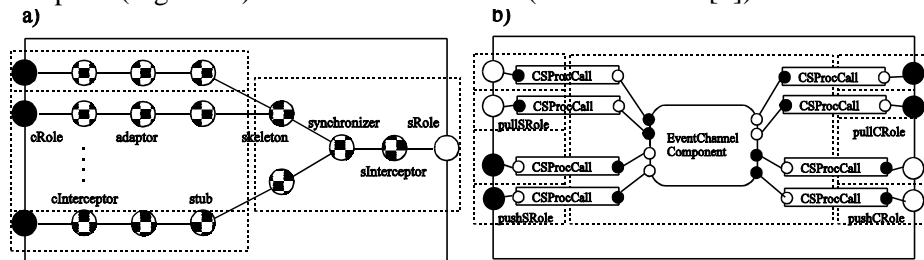 a)
cRole
adaptor
skeleton
synchronizer
sRole
sInterceptor
cInterceptor
stub
b)
CSProcCall
CSProcCall
CSProcCall
CSProcCall
pullSRole
EventChannel
Component
pullCRole
CSProcCall
CSProcCall
CSProcCall
CSProcCall
pushSRole
pushCRole